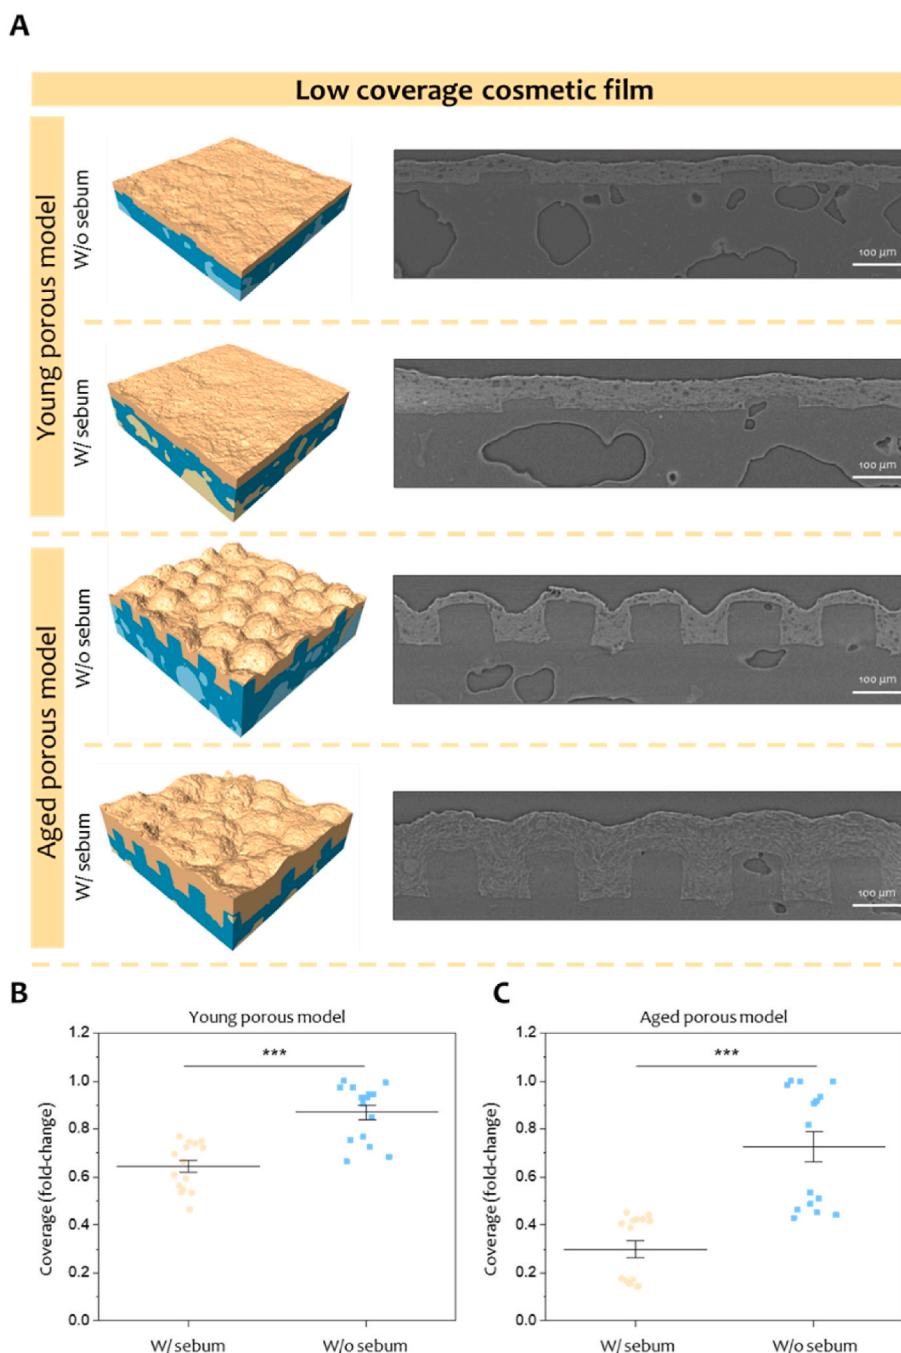 A
Low coverage cosmetic film
Young porous model
W/o sebum
100 µm
W/ sebum
100 µm
Aged porous model
W/o sebum
100 µm
W/ sebum
100 µm
B
Young porous model
***
Coverage (fold-change)
1.2
1.0
0.8
0.6
0.4
0.2
0.0
W/ sebum
W/o sebum
C
Aged porous model
***
Coverage (fold-change)
1.2
1.0
0.8
0.6
0.4
0.2
0.0
W/ sebum
W/o sebum